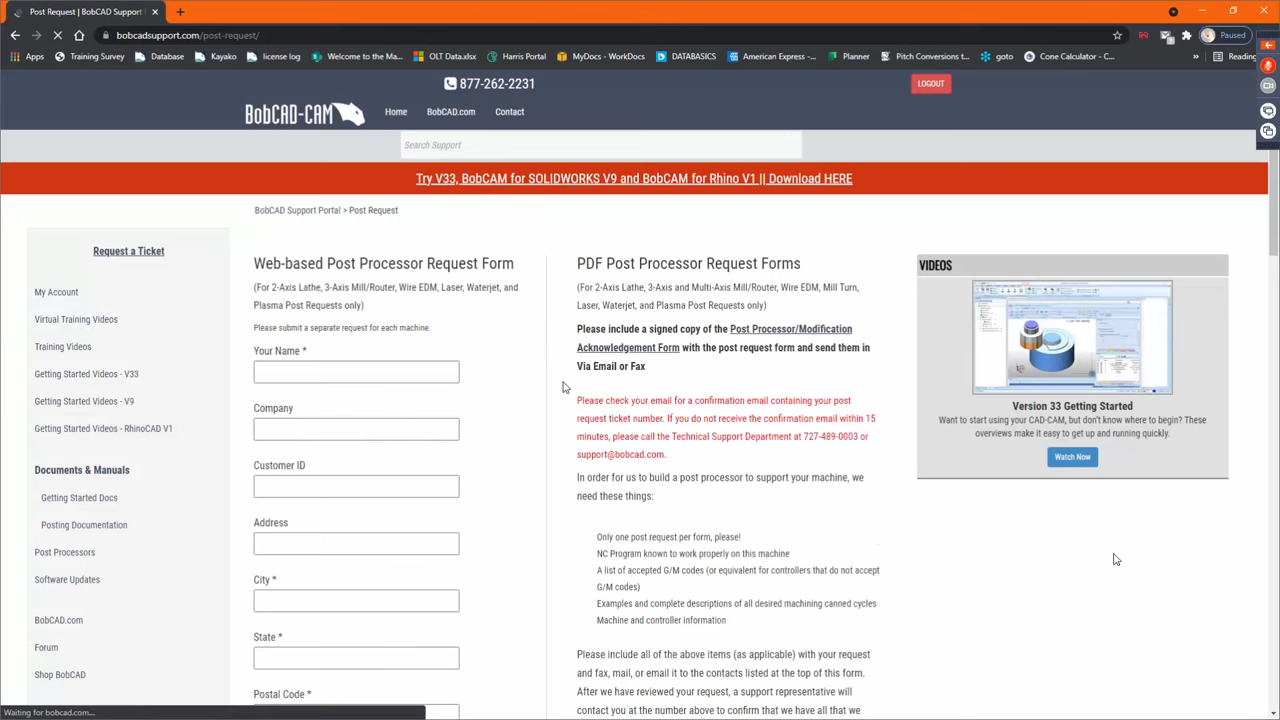 Post Request | BobCAD Support
bobcadsupport.com/post-request/
Paused
Apps
Training Survey
Database
Kayako
license log
Welcome to the Ma...
OLT Data.xlsx
Harris Portal
MyDocs - WorkDocs
DATABASICS
American Express -...
Planner
Pitch Conversions t...
goto
Cone Calculator - C...
»
Reading
877-262-2231
LOGOUT
BobCAD-CAM
Home
BobCAD.com
Contact
Search Support
Try V33, BobCAM for SOLIDWORKS V9 and BobCAM for Rhino V1 || Download HERE
BobCAD Support Portal > Post Request
Request a Ticket
My Account
Virtual Training Videos
Training Videos
Getting Started Videos - V33
Getting Started Videos - V9
Getting Started Videos - RhinoCAD V1
Documents & Manuals
Getting Started Docs
Posting Documentation
Post Processors
Software Updates
BobCAD.com
Forum
Shop BobCAD
Web-based Post Processor Request Form
(For 2-Axis Lathe, 3-Axis Mill/Router, Wire EDM, Laser, Waterjet, and
Plasma Post Requests only)
Please submit a separate request for each machine.
Your Name *
Company
Customer ID
Address
City *
State *
Postal Code *
PDF Post Processor Request Forms
(For 2-Axis Lathe, 3-Axis and Multi-Axis Mill/Router, Wire EDM, Mill Turn,
Laser, Waterjet, and Plasma Post Requests only)
Please include a signed copy of the Post Processor/Modification
Acknowledgement Form with the post request form and send them in
Via Email or Fax
Please check your email for a confirmation email containing your post
request ticket number. If you do not receive the confirmation email within 15
minutes, please call the Technical Support Department at 727-489-0003 or
support@bobcad.com.
In order for us to build a post processor to support your machine, we
need these things:
Only one post request per form, please!
NC Program known to work properly on this machine
A list of accepted G/M codes (or equivalent for controllers that do not accept
G/M codes)
Examples and complete descriptions of all desired machining canned cycles
Machine and controller information
Please include all of the above items (as applicable) with your request
and fax, mail, or email it to the contacts listed at the top of this form.
After we have reviewed your request, a support representative will
contact you at the number above to confirm that we have all that we
VIDEOS
Version 33 Getting Started
Want to start using your CAD-CAM, but don't know where to begin? These
overviews make it easy to get up and running quickly.
Watch Now
Waiting for bobcad.com...